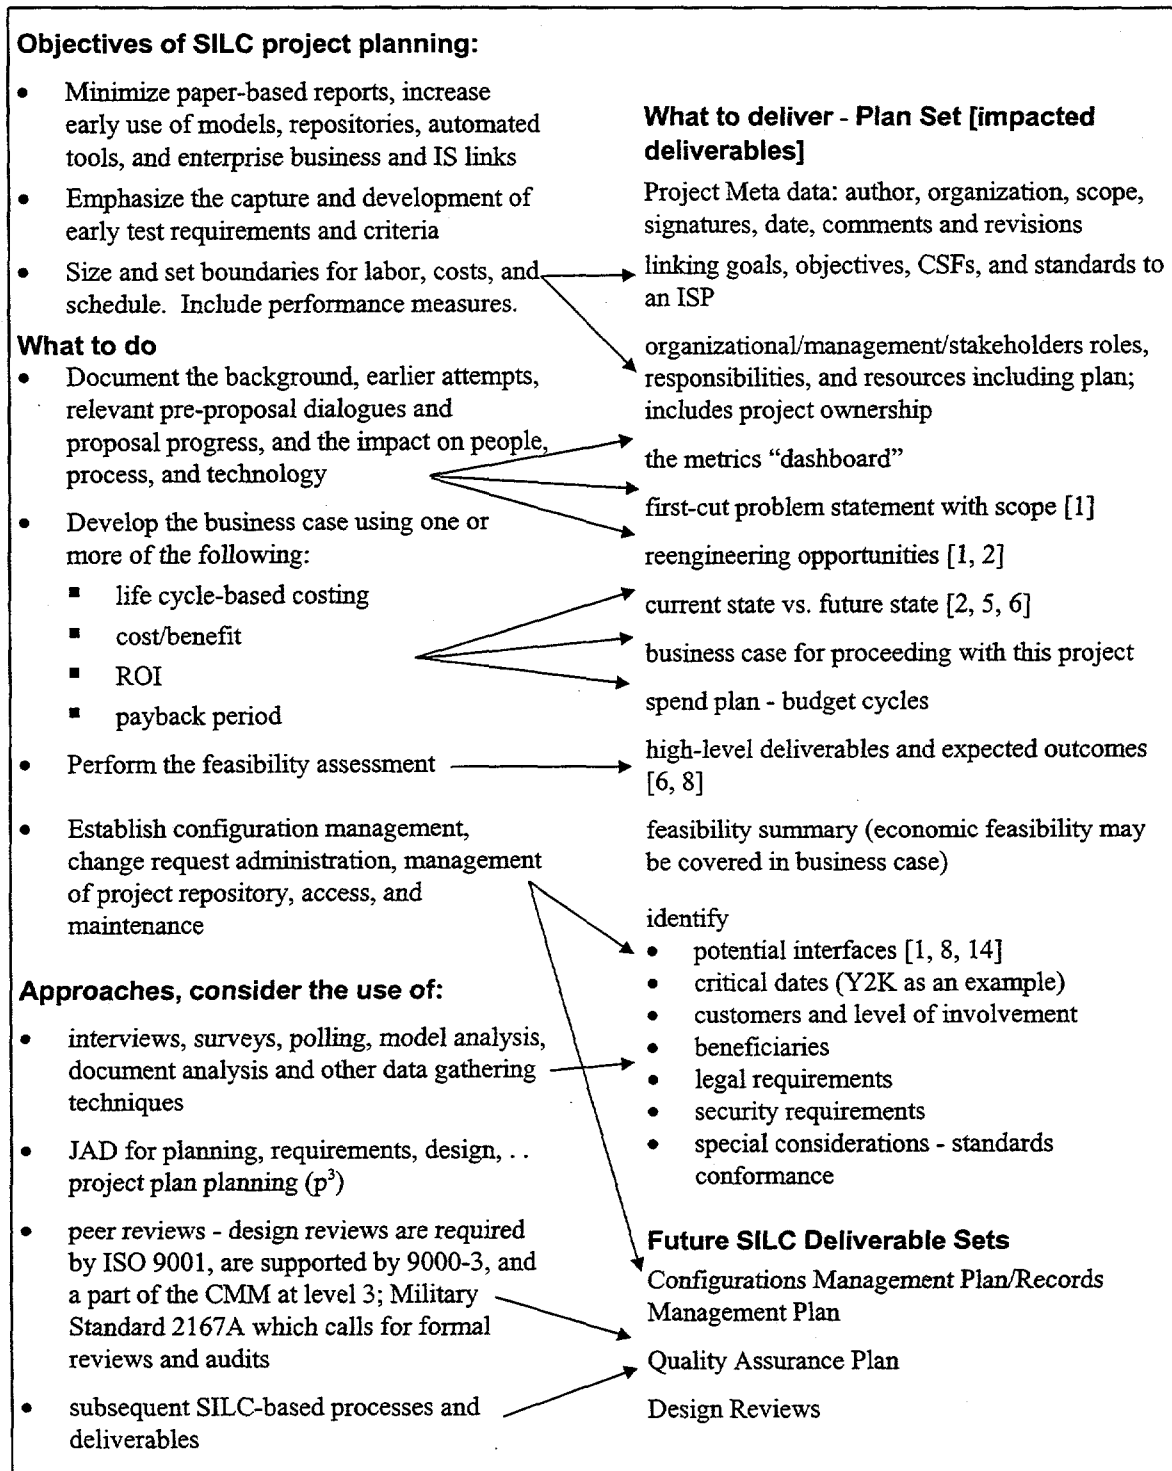 Objectives of SILC project planning:
• Minimize paper-based reports, increase
early use of models, repositories, automated
tools, and enterprise business and IS links
• Emphasize the capture and development of
early test requirements and criteria
• Size and set boundaries for labor, costs, and
schedule. Include performance measures.
What to do
• Document the background, earlier attempts,
relevant pre-proposal dialogues and
proposal progress, and the impact on people,
process, and technology
• Develop the business case using one or
more of the following:
▪ life cycle-based costing
▪ cost/benefit
▪ ROI
▪ payback period
• Perform the feasibility assessment
• Establish configuration management,
change request administration, management
of project repository, access, and
maintenance
Approaches, consider the use of:
• interviews, surveys, polling, model analysis,
document analysis and other data gathering
techniques
• JAD for planning, requirements, design, . .
project plan planning (p³)
• peer reviews - design reviews are required
by ISO 9001, are supported by 9000-3, and
a part of the CMM at level 3; Military
Standard 2167A which calls for formal
reviews and audits
• subsequent SILC-based processes and
deliverables
What to deliver - Plan Set [impacted
deliverables]
Project Meta data: author, organization, scope,
signatures, date, comments and revisions
linking goals, objectives, CSFs, and standards to
an ISP
organizational/management/stakeholders roles,
responsibilities, and resources including plan;
includes project ownership
the metrics “dashboard”
first-cut problem statement with scope [1]
reengineering opportunities [1, 2]
current state vs. future state [2, 5, 6]
business case for proceeding with this project
spend plan - budget cycles
high-level deliverables and expected outcomes
[6, 8]
feasibility summary (economic feasibility may
be covered in business case)
identify
• potential interfaces [1, 8, 14]
• critical dates (Y2K as an example)
• customers and level of involvement
• beneficiaries
• legal requirements
• security requirements
• special considerations - standards
conformance
Future SILC Deliverable Sets
Configurations Management Plan/Records
Management Plan
Quality Assurance Plan
Design Reviews